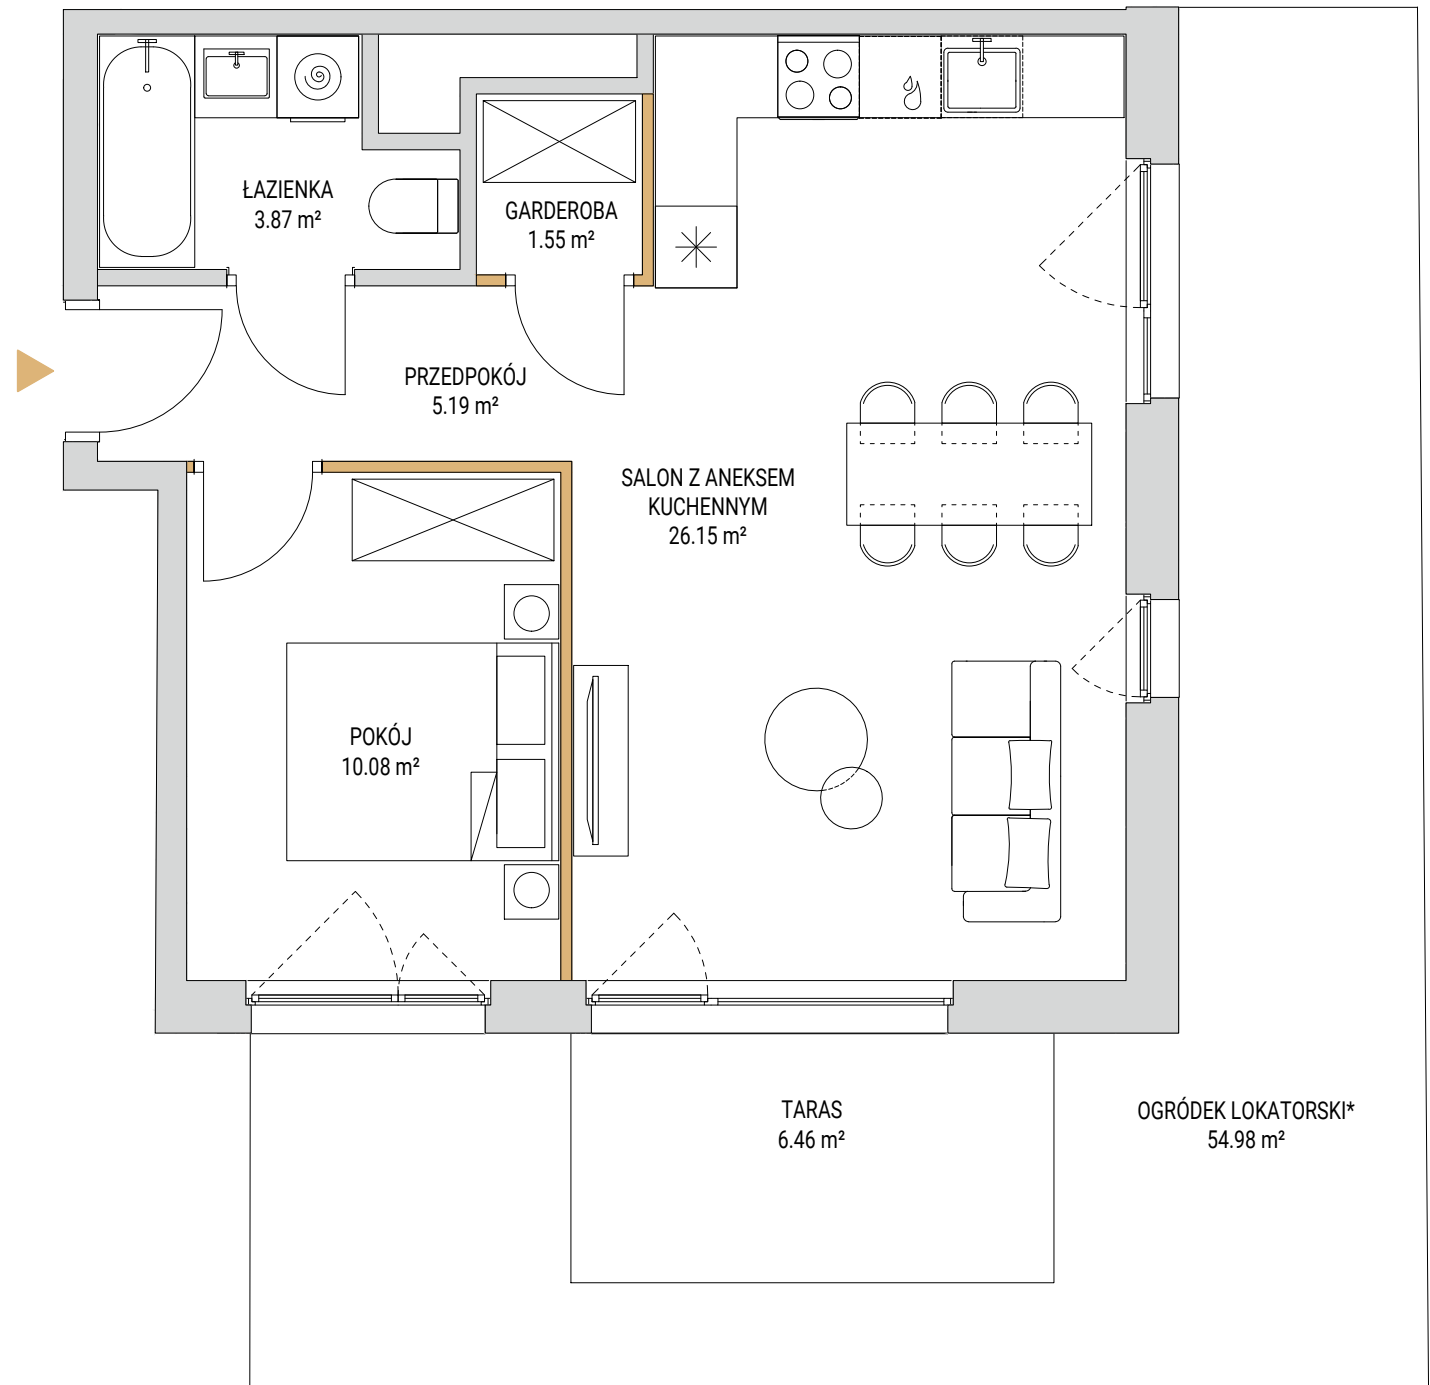 ŁAZIENKA
3.87 m²
GARDEROBA
1.55 m²
PRZEDPOKÓJ
5.19 m²
SALON Z ANEKSEM
KUCHENNYM
26.15 m²
POKÓJ
10.08 m²
TARAS
6.46 m²
OGRÓDEK LOKATORSKI*
54.98 m²